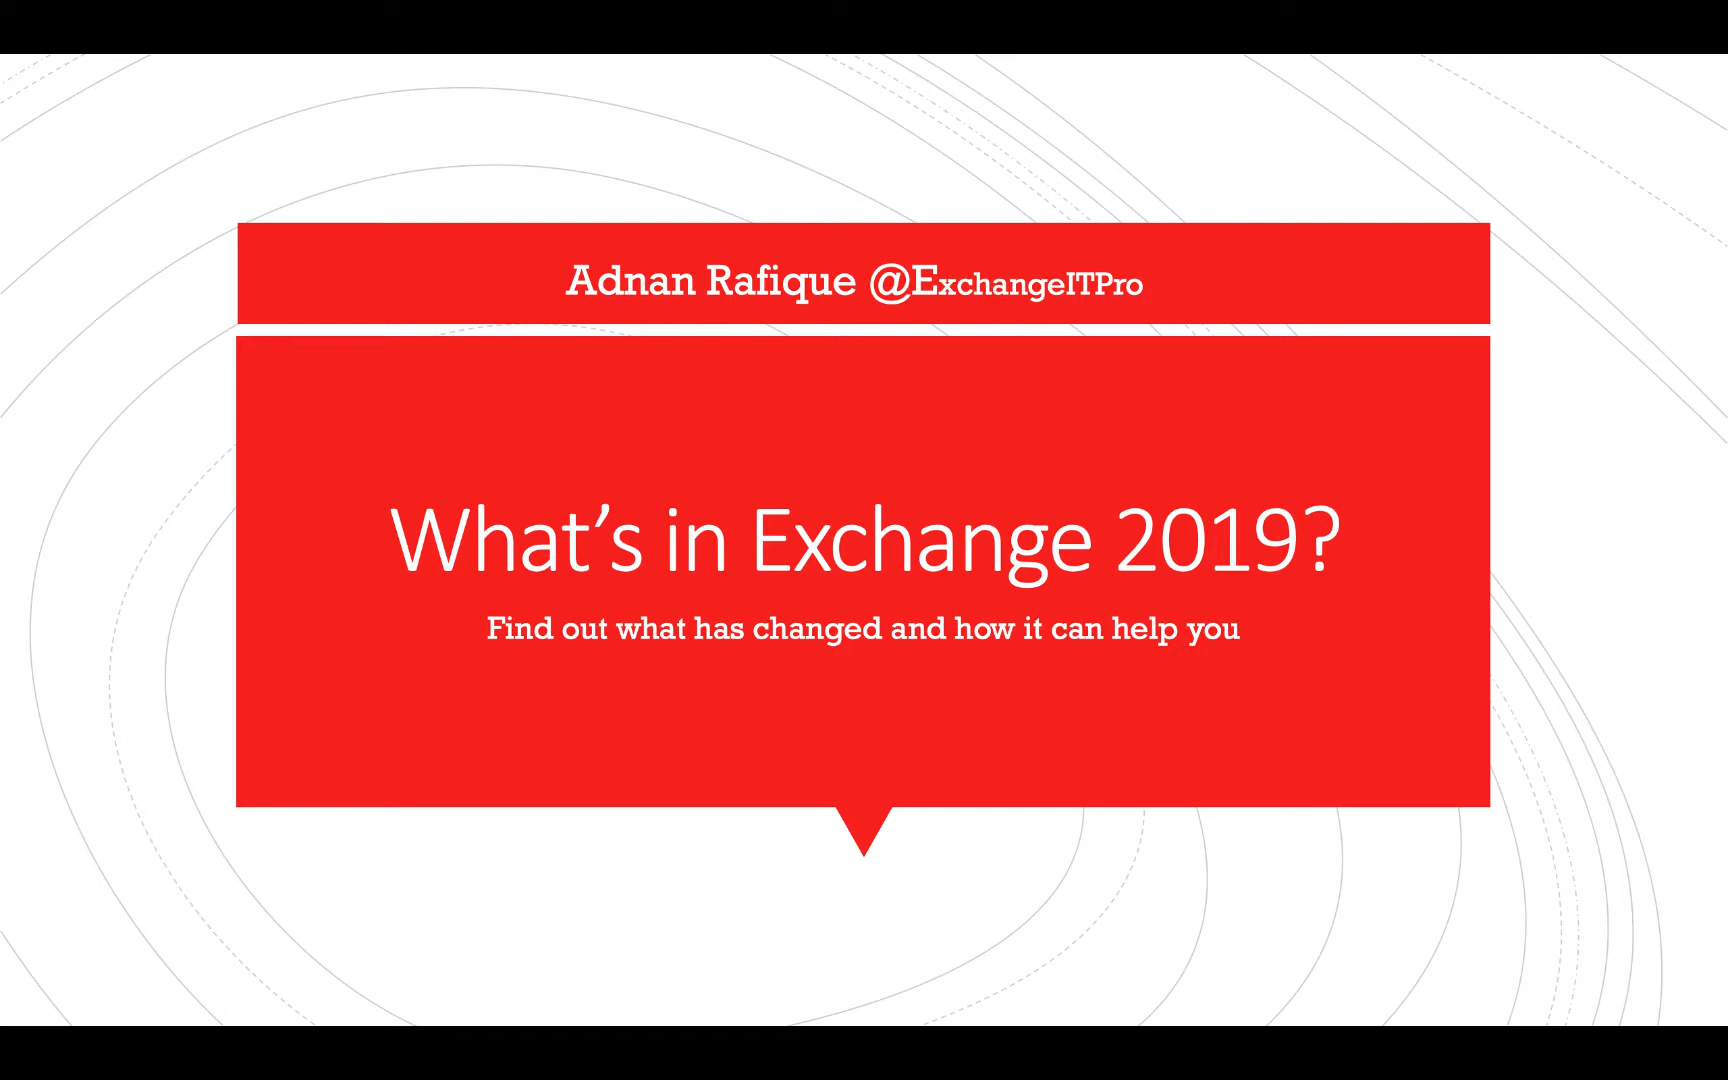 Adnan Rafique @ExchangeITPro
What’s in Exchange 2019?
Find out what has changed and how it can help you